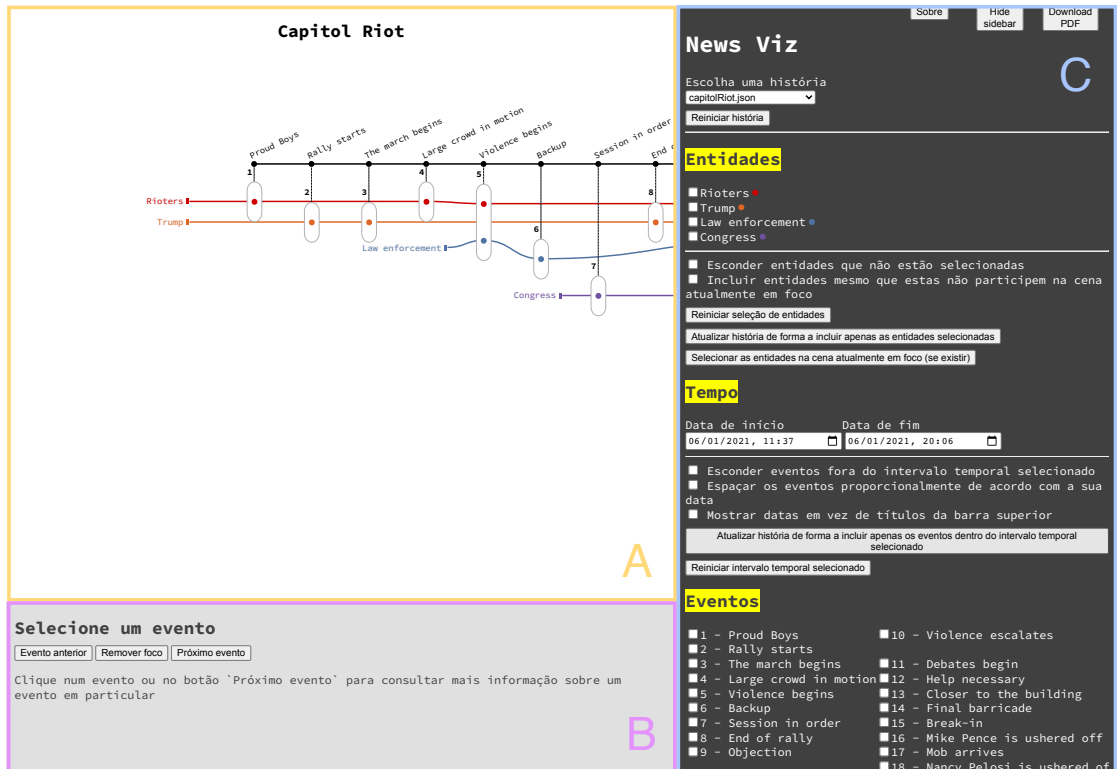 Capitol Riot
Proud Boys
Rally starts
The march begins
Large crowd in motion
Violence begins
Backup
Session in order
End
1
2
3
4
5
6
7
8
Rioters
Trump
Law enforcement
Congress
A
Selecione um evento
Evento anterior Remover foco Próximo evento
Clique num evento ou no botão `Próximo evento` para consultar mais informação sobre um
evento em particular
B
Sobre
Hide
sidebar
Download
PDF
News Viz
C
Escolha uma história
capitolRiot.json
Reiniciar história
Entidades
Rioters
Trump
Law enforcement
Congress
Esconder entidades que não estão selecionadas
Incluir entidades mesmo que estas não participem na cena
atualmente em foco
Reiniciar seleção de entidades
Atualizar história de forma a incluir apenas as entidades selecionadas
Selecionar as entidades na cena atualmente em foco (se existir)
Tempo
Data de início Data de fim
06/01/2021, 11:37 06/01/2021, 20:06
Esconder eventos fora do intervalo temporal selecionado
Espaçar os eventos proporcionalmente de acordo com a sua
data
Mostrar datas em vez de títulos da barra superior
Atualizar história de forma a incluir apenas os eventos dentro do intervalo temporal
selecionado
Reiniciar intervalo temporal selecionado
Eventos
1 - Proud Boys
2 - Rally starts
3 - The march begins
4 - Large crowd in motion
5 - Violence begins
6 - Backup
7 - Session in order
8 - End of rally
9 - Objection
10 - Violence escalates
11 - Debates begin
12 - Help necessary
13 - Closer to the building
14 - Final barricade
15 - Break-in
16 - Mike Pence is ushered off
17 - Mob arrives
18 - Nancy Pelosi is ushered of